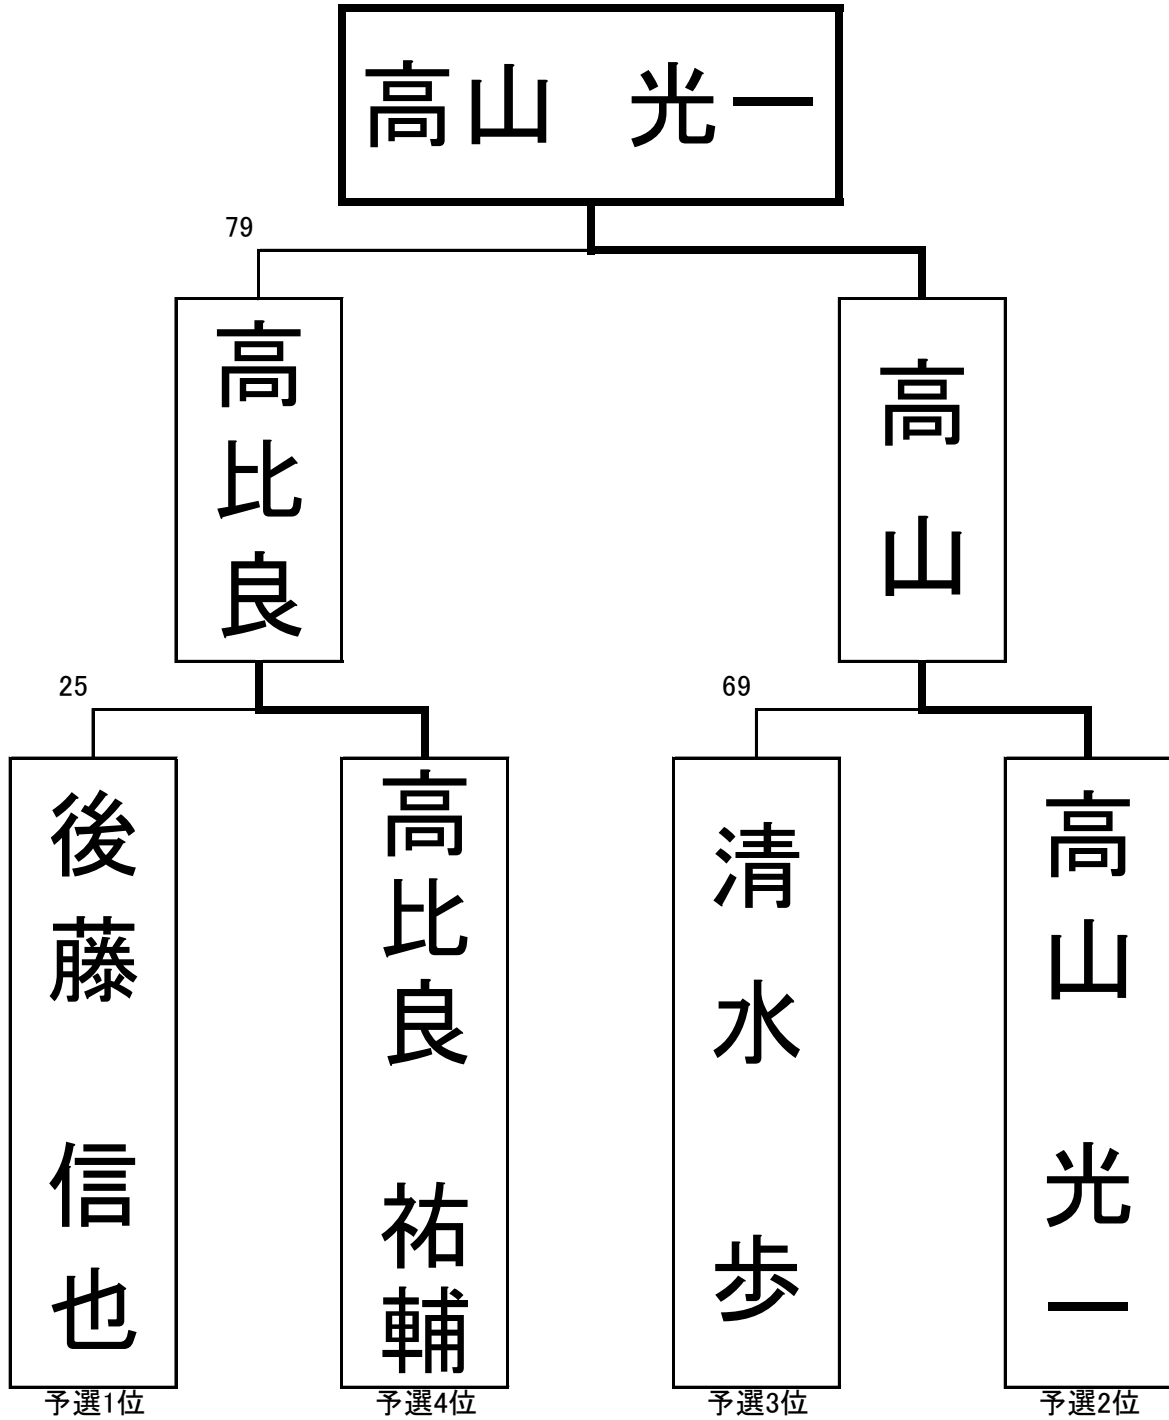 高山　光一
79
高比良
高山
25
69
後藤　信也
高比良　祐輔
清水　歩
高山　光一
予選1位
予選4位
予選3位
予選2位